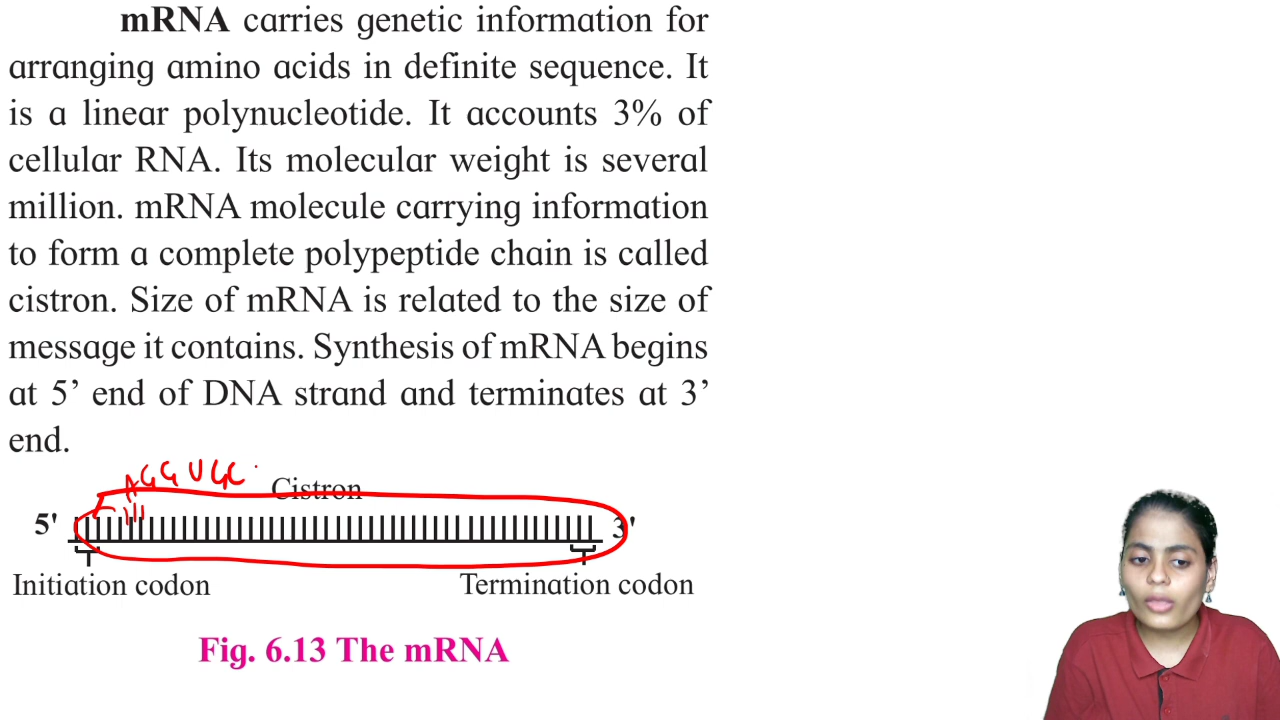 mRNA carries genetic information for
arranging amino acids in definite sequence. It
is a linear polynucleotide. It accounts 3% of
cellular RNA. Its molecular weight is several
million. mRNA molecule carrying information
to form a complete polypeptide chain is called
cistron. Size of mRNA is related to the size of
message it contains. Synthesis of mRNA begins
at 5’ end of DNA strand and terminates at 3’
end.
AGGUGC
Cistron
5' 3'
Initiation codon Termination codon
Fig. 6.13 The mRNA